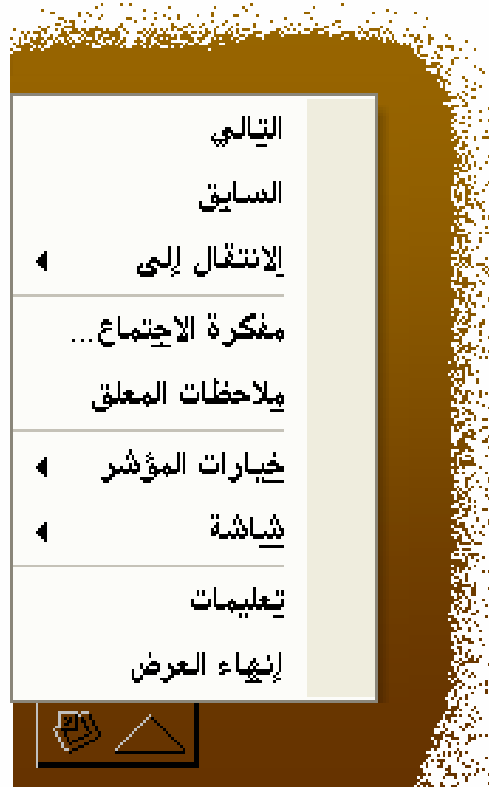 التالي
السابق
الانتقال إلى
مفكرة الاجتماع...
ملاحظات المعلق
خيارات المؤشر
شاشة
تعليمات
إنهاء العرض